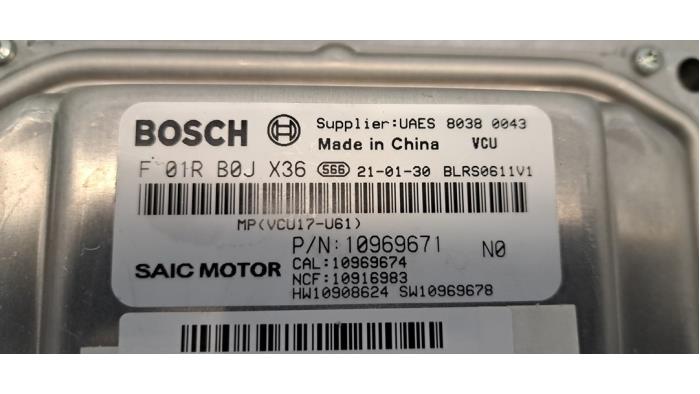 BOSCH Supplier:UAES 8038 0043
Made in China VCU
F 01R B0J X36 S66 21-01-30 BLRS0611V1
MP(VCU17-U61)
P/N:10969671 N0
SAIC MOTOR CAL:10969674
NCF:10916983
HW10908624 SW10969678